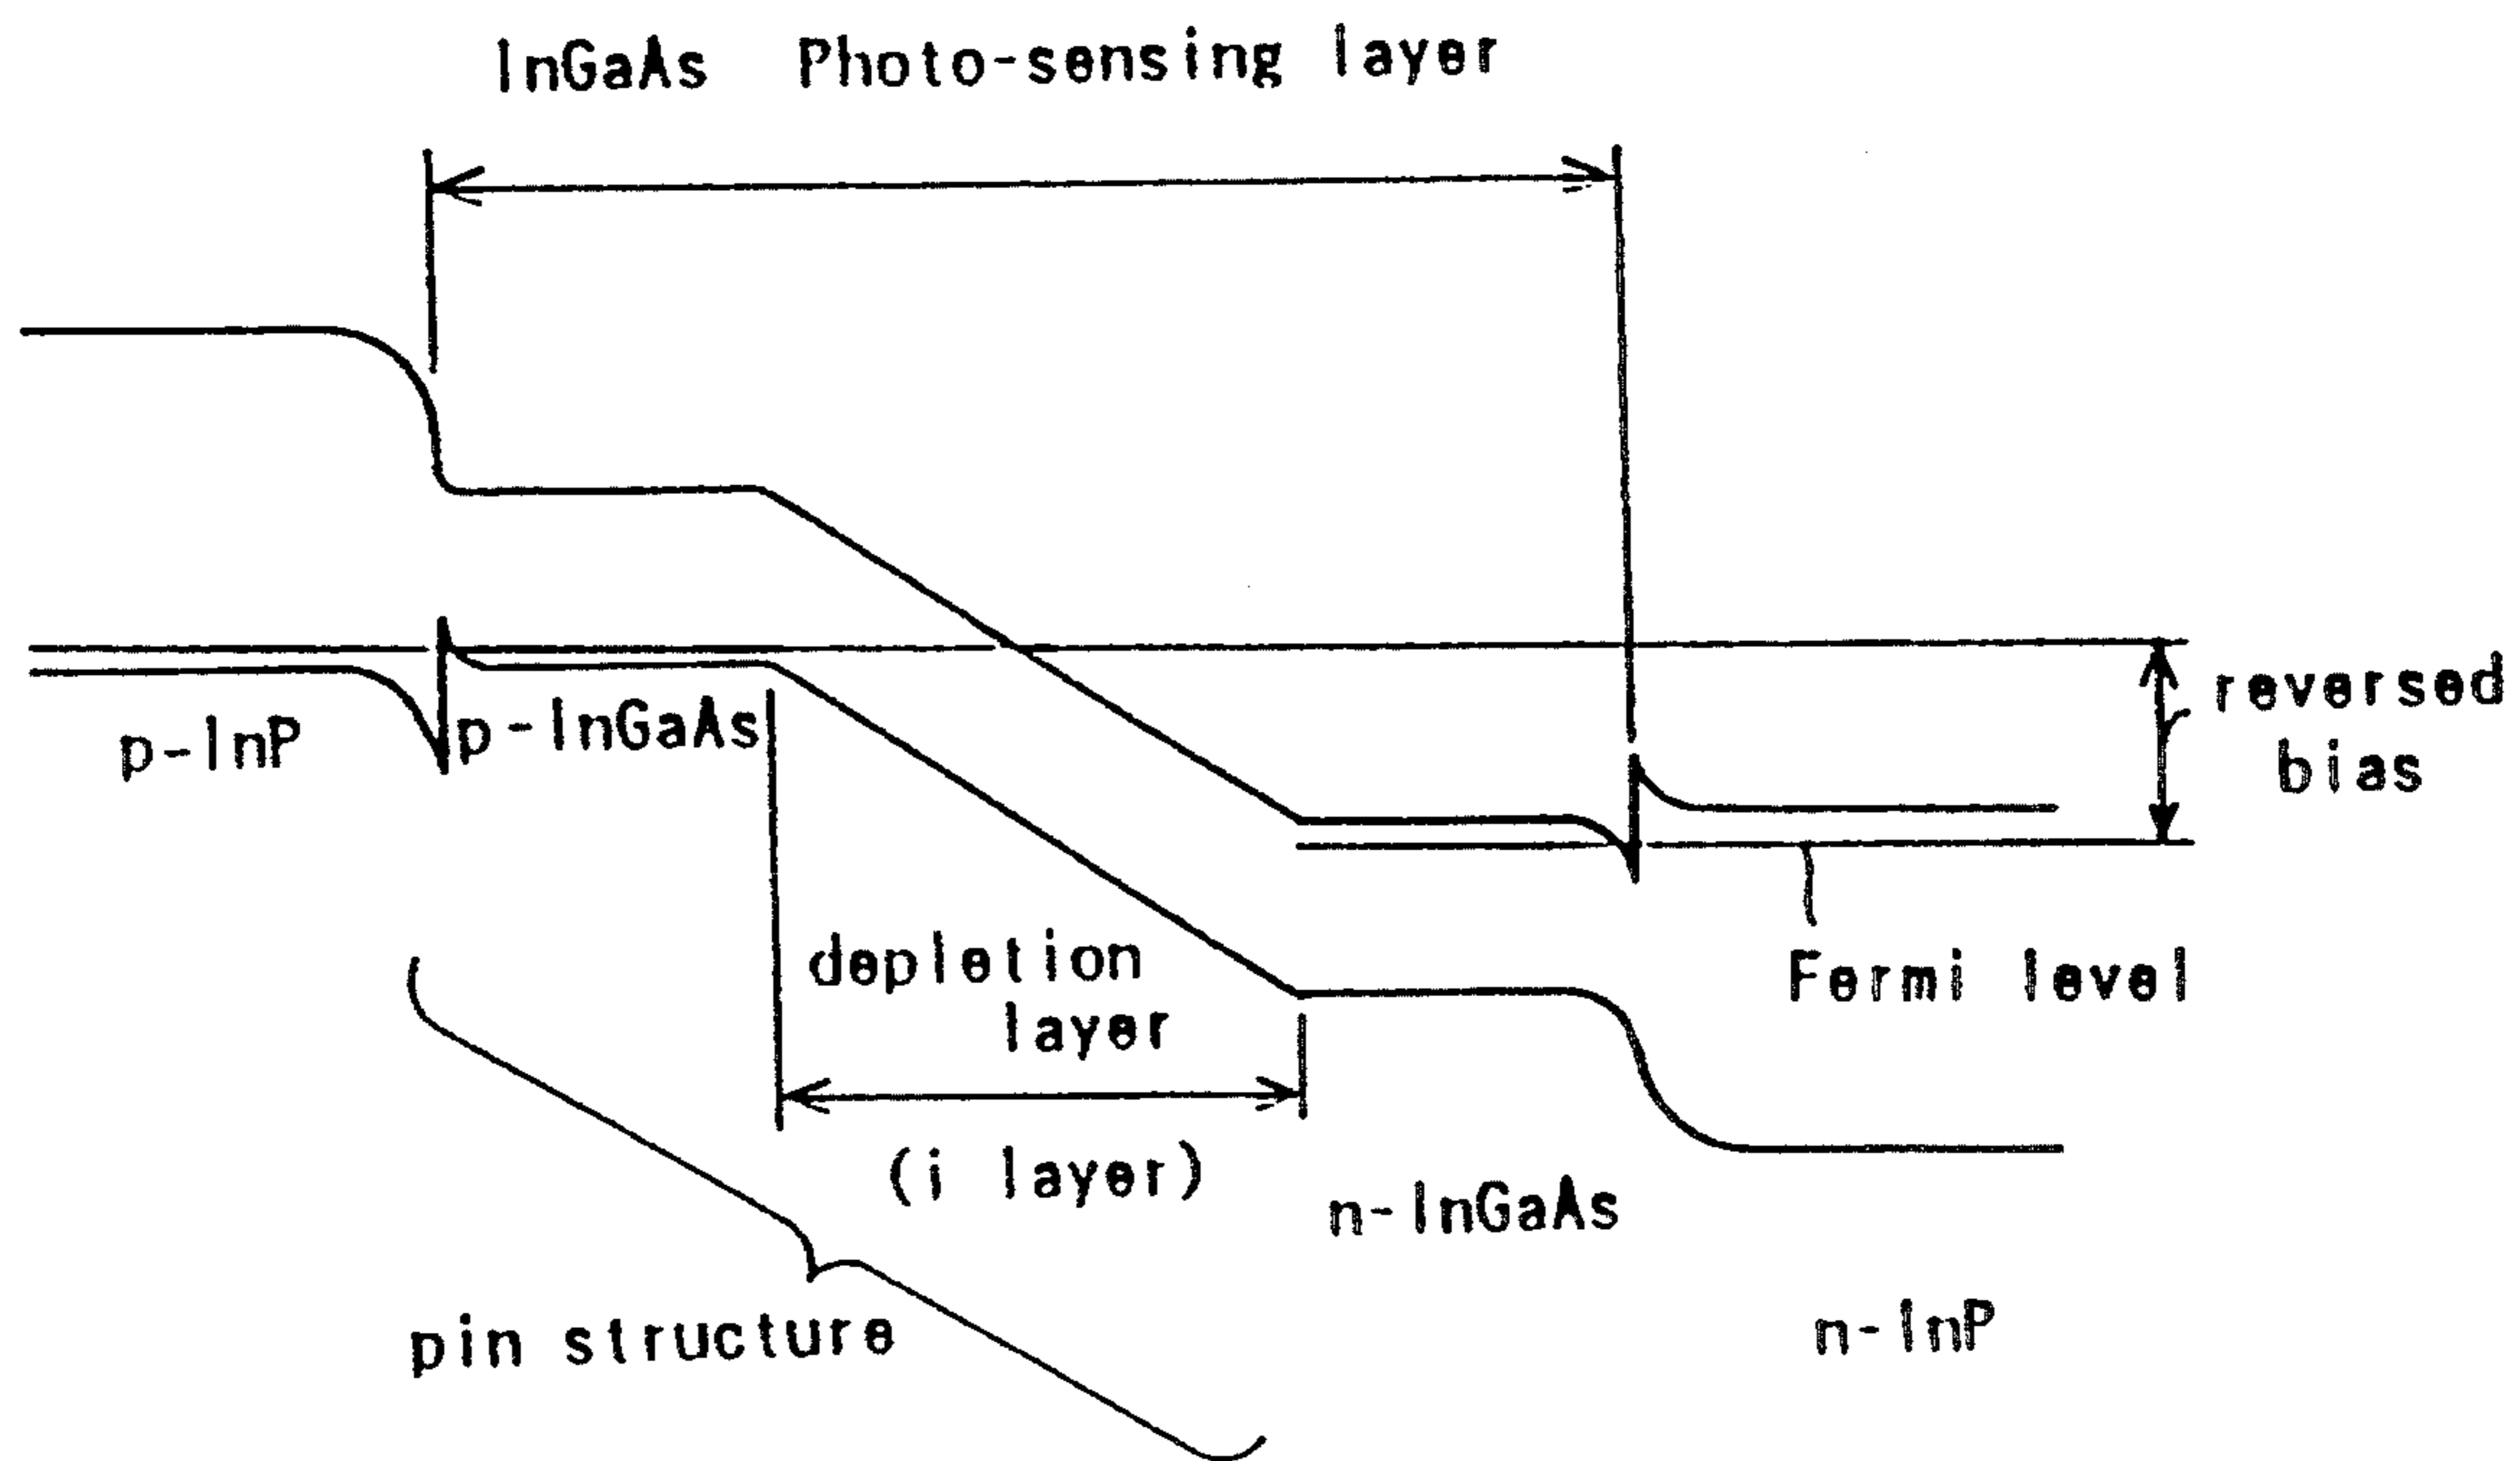 InGaAs Photo-sensing layer
reversed
bias
p-InP
p-InGaAs
depletion
layer
Fermi level
(i layer)
n-InGaAs
pin structure
n-InP